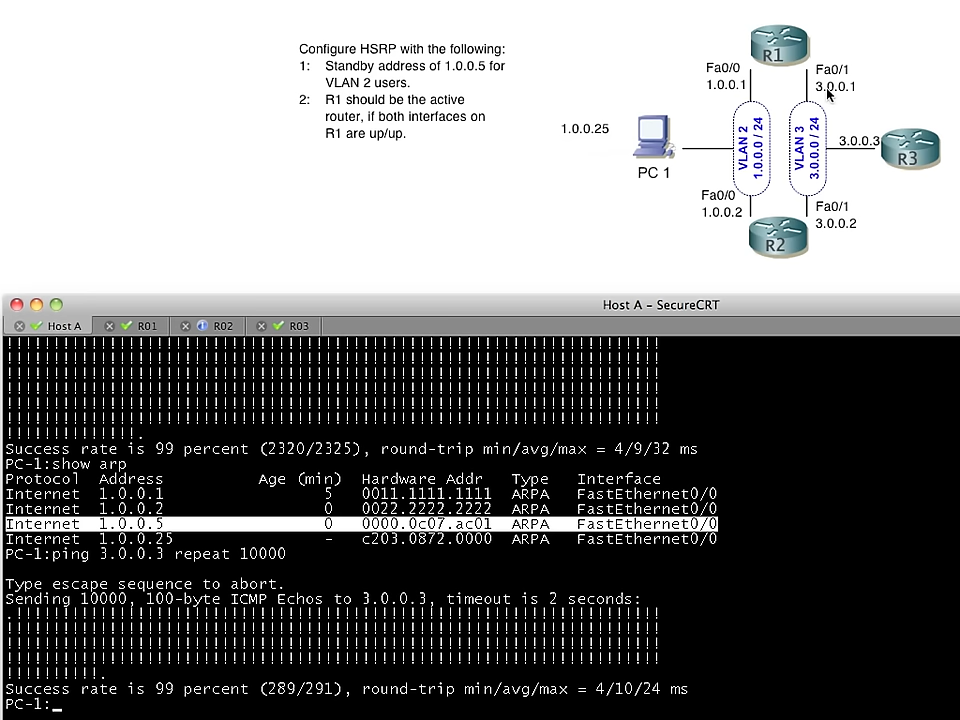 Configure HSRP with the following:
1: Standby address of 1.0.0.5 for
VLAN 2 users.
2: R1 should be the active
router, if both interfaces on
R1 are up/up.
R1
Fa0/0
1.0.0.1
Fa0/1
3.0.0.1
1.0.0.25
PC 1
VLAN 2
1.0.0.0 / 24
VLAN 3
3.0.0.0 / 24
3.0.0.3
R3
Fa0/0
1.0.0.2
Fa0/1
3.0.0.2
R2
Host A - SecureCRT
Host A R01 R02 R03
!!!!!!!!!!!!!!!!!!!!!!!!!!!!!!!!!!!!!!!!!!!!!!!!!!!!!!!!!!!!!!!!!!!!!!
!!!!!!!!!!!!!!!!!!!!!!!!!!!!!!!!!!!!!!!!!!!!!!!!!!!!!!!!!!!!!!!!!!!!!!
!!!!!!!!!!!!!!!!!!!!!!!!!!!!!!!!!!!!!!!!!!!!!!!!!!!!!!!!!!!!!!!!!!!!!!
!!!!!!!!!!!!!!!!!!!!!!!!!!!!!!!!!!!!!!!!!!!!!!!!!!!!!!!!!!!!!!!!!!!!!!
!!!!!!!!!!!!!!!!!!!!!!!!!!!!!!!!!!!!!!!!!!!!!!!!!!!!!!!!!!!!!!!!!!!!!!
!!!!!!!!!!!!!!!!!!!!!!!!!!!!!!!!!!!!!!!!!!!!!!!!!!!!!!!!!!!!!!!!!!!!!!
!!!!!!!!!!!!!!.
Success rate is 99 percent (2320/2325), round-trip min/avg/max = 4/9/32 ms
PC-1:show arp
Protocol  Address          Age (min)  Hardware Addr   Type   Interface
Internet  1.0.0.1                 5   0011.1111.1111  ARPA   FastEthernet0/0
Internet  1.0.0.2                 0   0022.2222.2222  ARPA   FastEthernet0/0
Internet  1.0.0.5                 0   0000.0c07.ac01  ARPA   FastEthernet0/0
Internet  1.0.0.25                -   c203.0872.0000  ARPA   FastEthernet0/0
PC-1:ping 3.0.0.3 repeat 10000
Type escape sequence to abort.
Sending 10000, 100-byte ICMP Echos to 3.0.0.3, timeout is 2 seconds:
.!!!!!!!!!!!!!!!!!!!!!!!!!!!!!!!!!!!!!!!!!!!!!!!!!!!!!!!!!!!!!!!!!!!!!
!!!!!!!!!!!!!!!!!!!!!!!!!!!!!!!!!!!!!!!!!!!!!!!!!!!!!!!!!!!!!!!!!!!!!!
!!!!!!!!!!!!!!!!!!!!!!!!!!!!!!!!!!!!!!!!!!!!!!!!!!!!!!!!!!!!!!!!!!!!!!
!!!!!!!!!!!!!!!!!!!!!!!!!!!!!!!!!!!!!!!!!!!!!!!!!!!!!!!!!!!!!!!!!!!!!!
!!!!!!!!!!.
Success rate is 99 percent (289/291), round-trip min/avg/max = 4/10/24 ms
PC-1:_